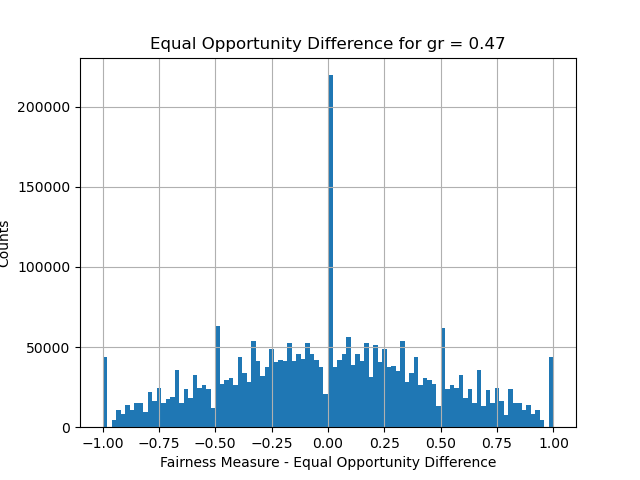 Equal Opportunity Difference for gr = 0.47
200000
150000
100000
50000
0
Counts
−1.00 −0.75 −0.50 −0.25 0.00 0.25 0.50 0.75 1.00
Fairness Measure - Equal Opportunity Difference